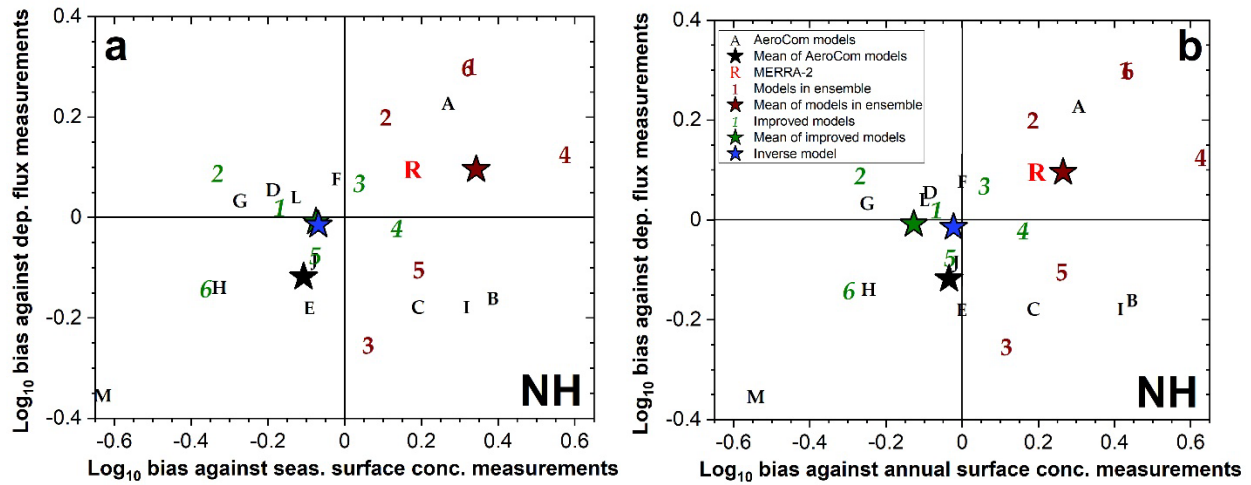 a
NH
0.4
0.2
0
-0.2
-0.4
-0.6
-0.4
-0.2
0
0.2
0.4
0.6
Log10 bias against dep. flux measurements
Log10 bias against seas. surface conc. measurements
6 1
A
2
4
R
F
3
2
D
G
L
1
4
5
J
5
6 H
E
C
I
B
3
M
b
NH
0.4
0.2
0
-0.2
-0.4
-0.6
-0.4
-0.2
0
0.2
0.4
0.6
Log10 bias against dep. flux measurements
Log10 bias against annual surface conc. measurements
A AeroCom models
Mean of AeroCom models
R MERRA-2
1 Models in ensemble
Mean of models in ensemble
1 Improved models
Mean of improved models
Inverse model
1 6
A
2
4
R
2
F
3
D
G
L
1
4
5
J
5
6 H
E
C
I
B
3
M